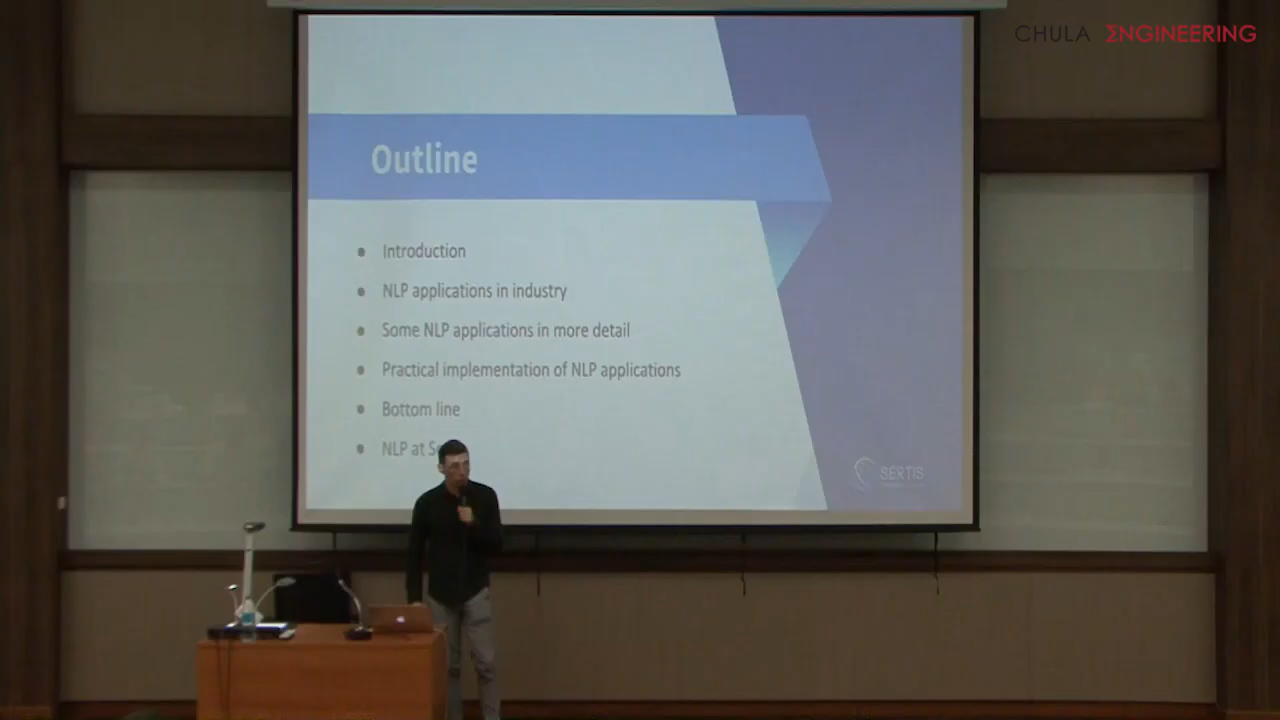 CHULA ΣNGINEERING
Outline
● Introduction
● NLP applications in industry
● Some NLP applications in more detail
● Practical implementation of NLP applications
● Bottom line
● NLP at
SERTIS